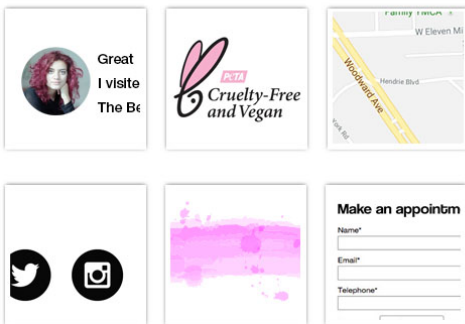 Great
I visite
The Be
PeTA
Cruelty-Free
and Vegan
Family YMCA
W Eleven Mi
Woodward Ave
Hendrie Blvd
Make an appointm
Name*
Email*
Telephone*